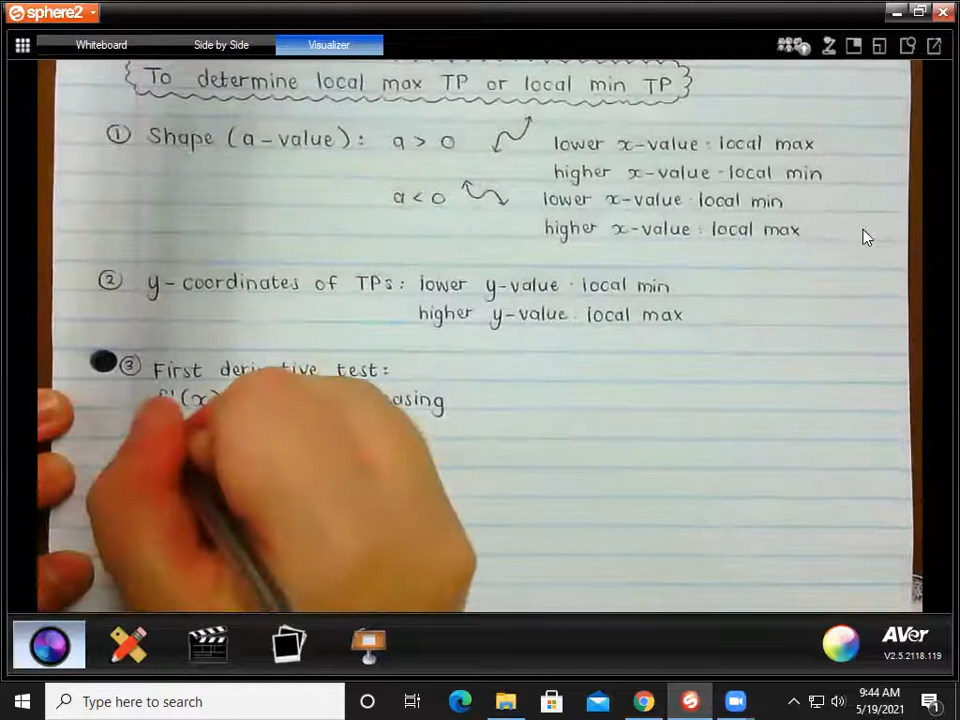 sphere2
Whiteboard Side by Side Visualizer
To determine local max TP or local min TP
① Shape (a-value): a > 0 lower x-value: local max
higher x-value: local min
a < 0 lower x-value: local min
higher x-value: local max
② y-coordinates of TPs: lower y-value: local min
higher y-value: local max
③ First derivative test:
AVer
V2.5.2118.119
Type here to search
9:44 AM
5/19/2021
1